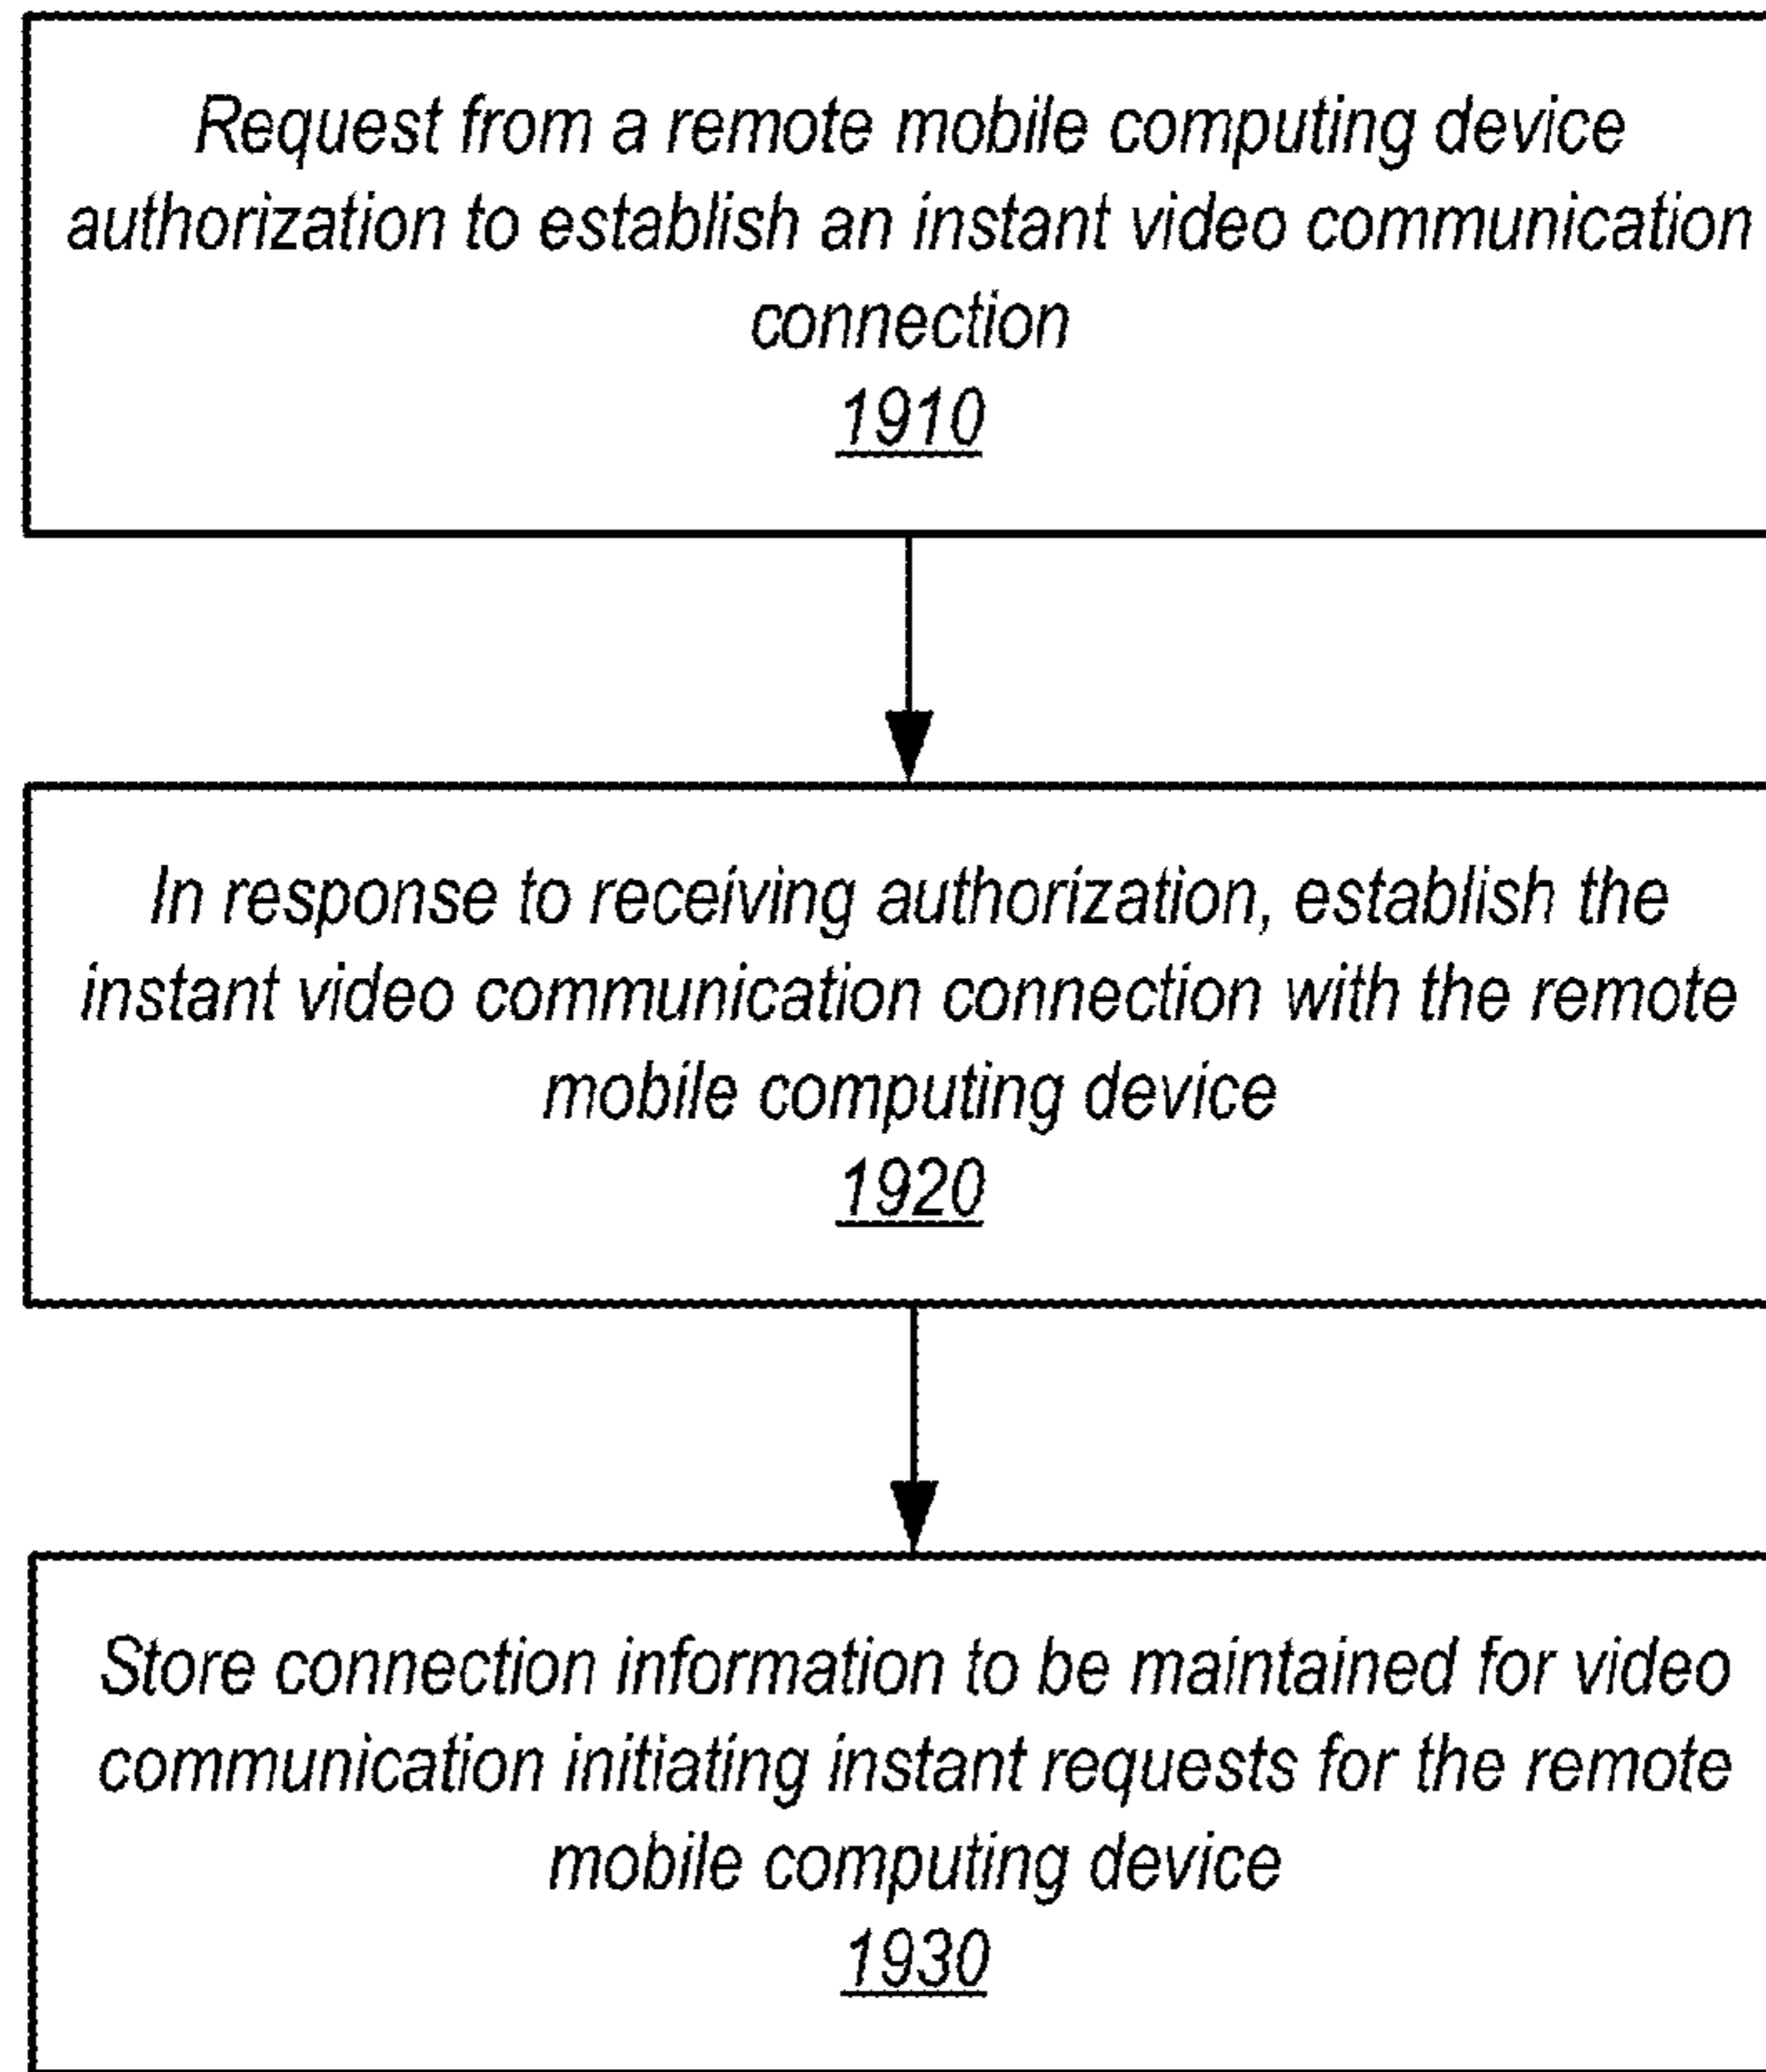 Request from a remote mobile computing device
authorization to establish an instant video communication
connection
1910
In response to receiving authorization, establish the
instant video communication connection with the remote
mobile computing device
1920
Store connection information to be maintained for video
communication initiating instant requests for the remote
mobile computing device
1930